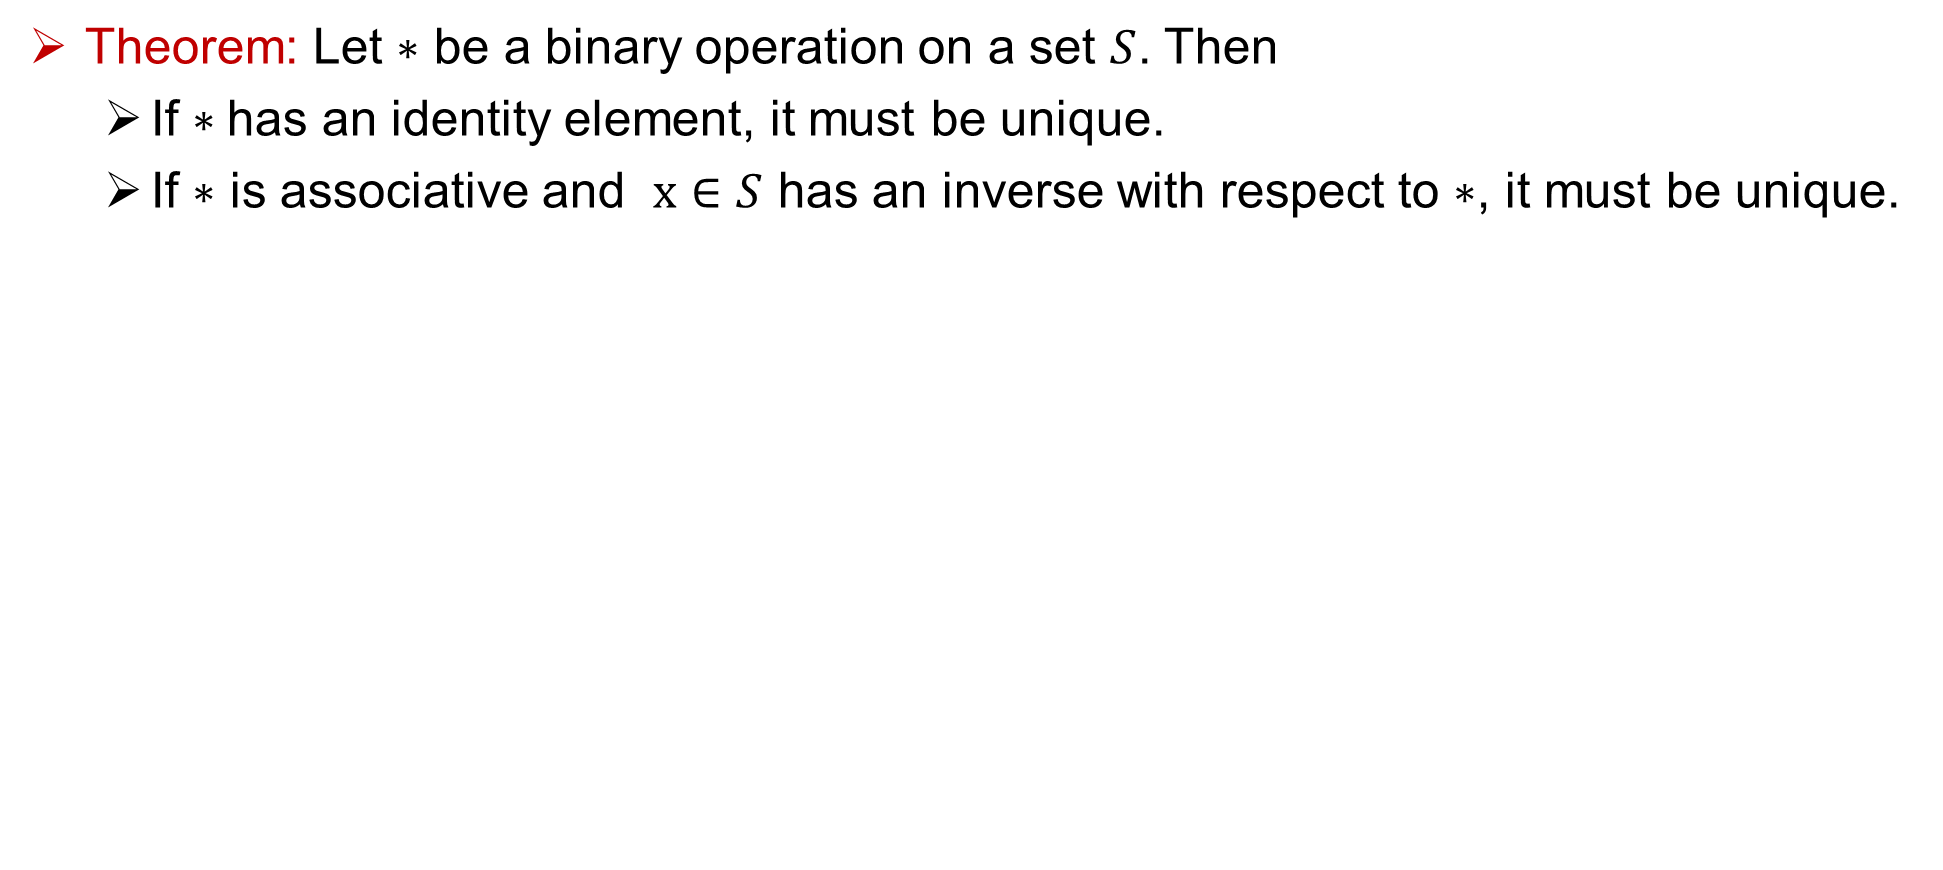 ➢ Theorem: Let ∗ be a binary operation on a set 𝑆. Then
➢ If ∗ has an identity element, it must be unique.
➢ If ∗ is associative and x ∈ 𝑆 has an inverse with respect to ∗, it must be unique.